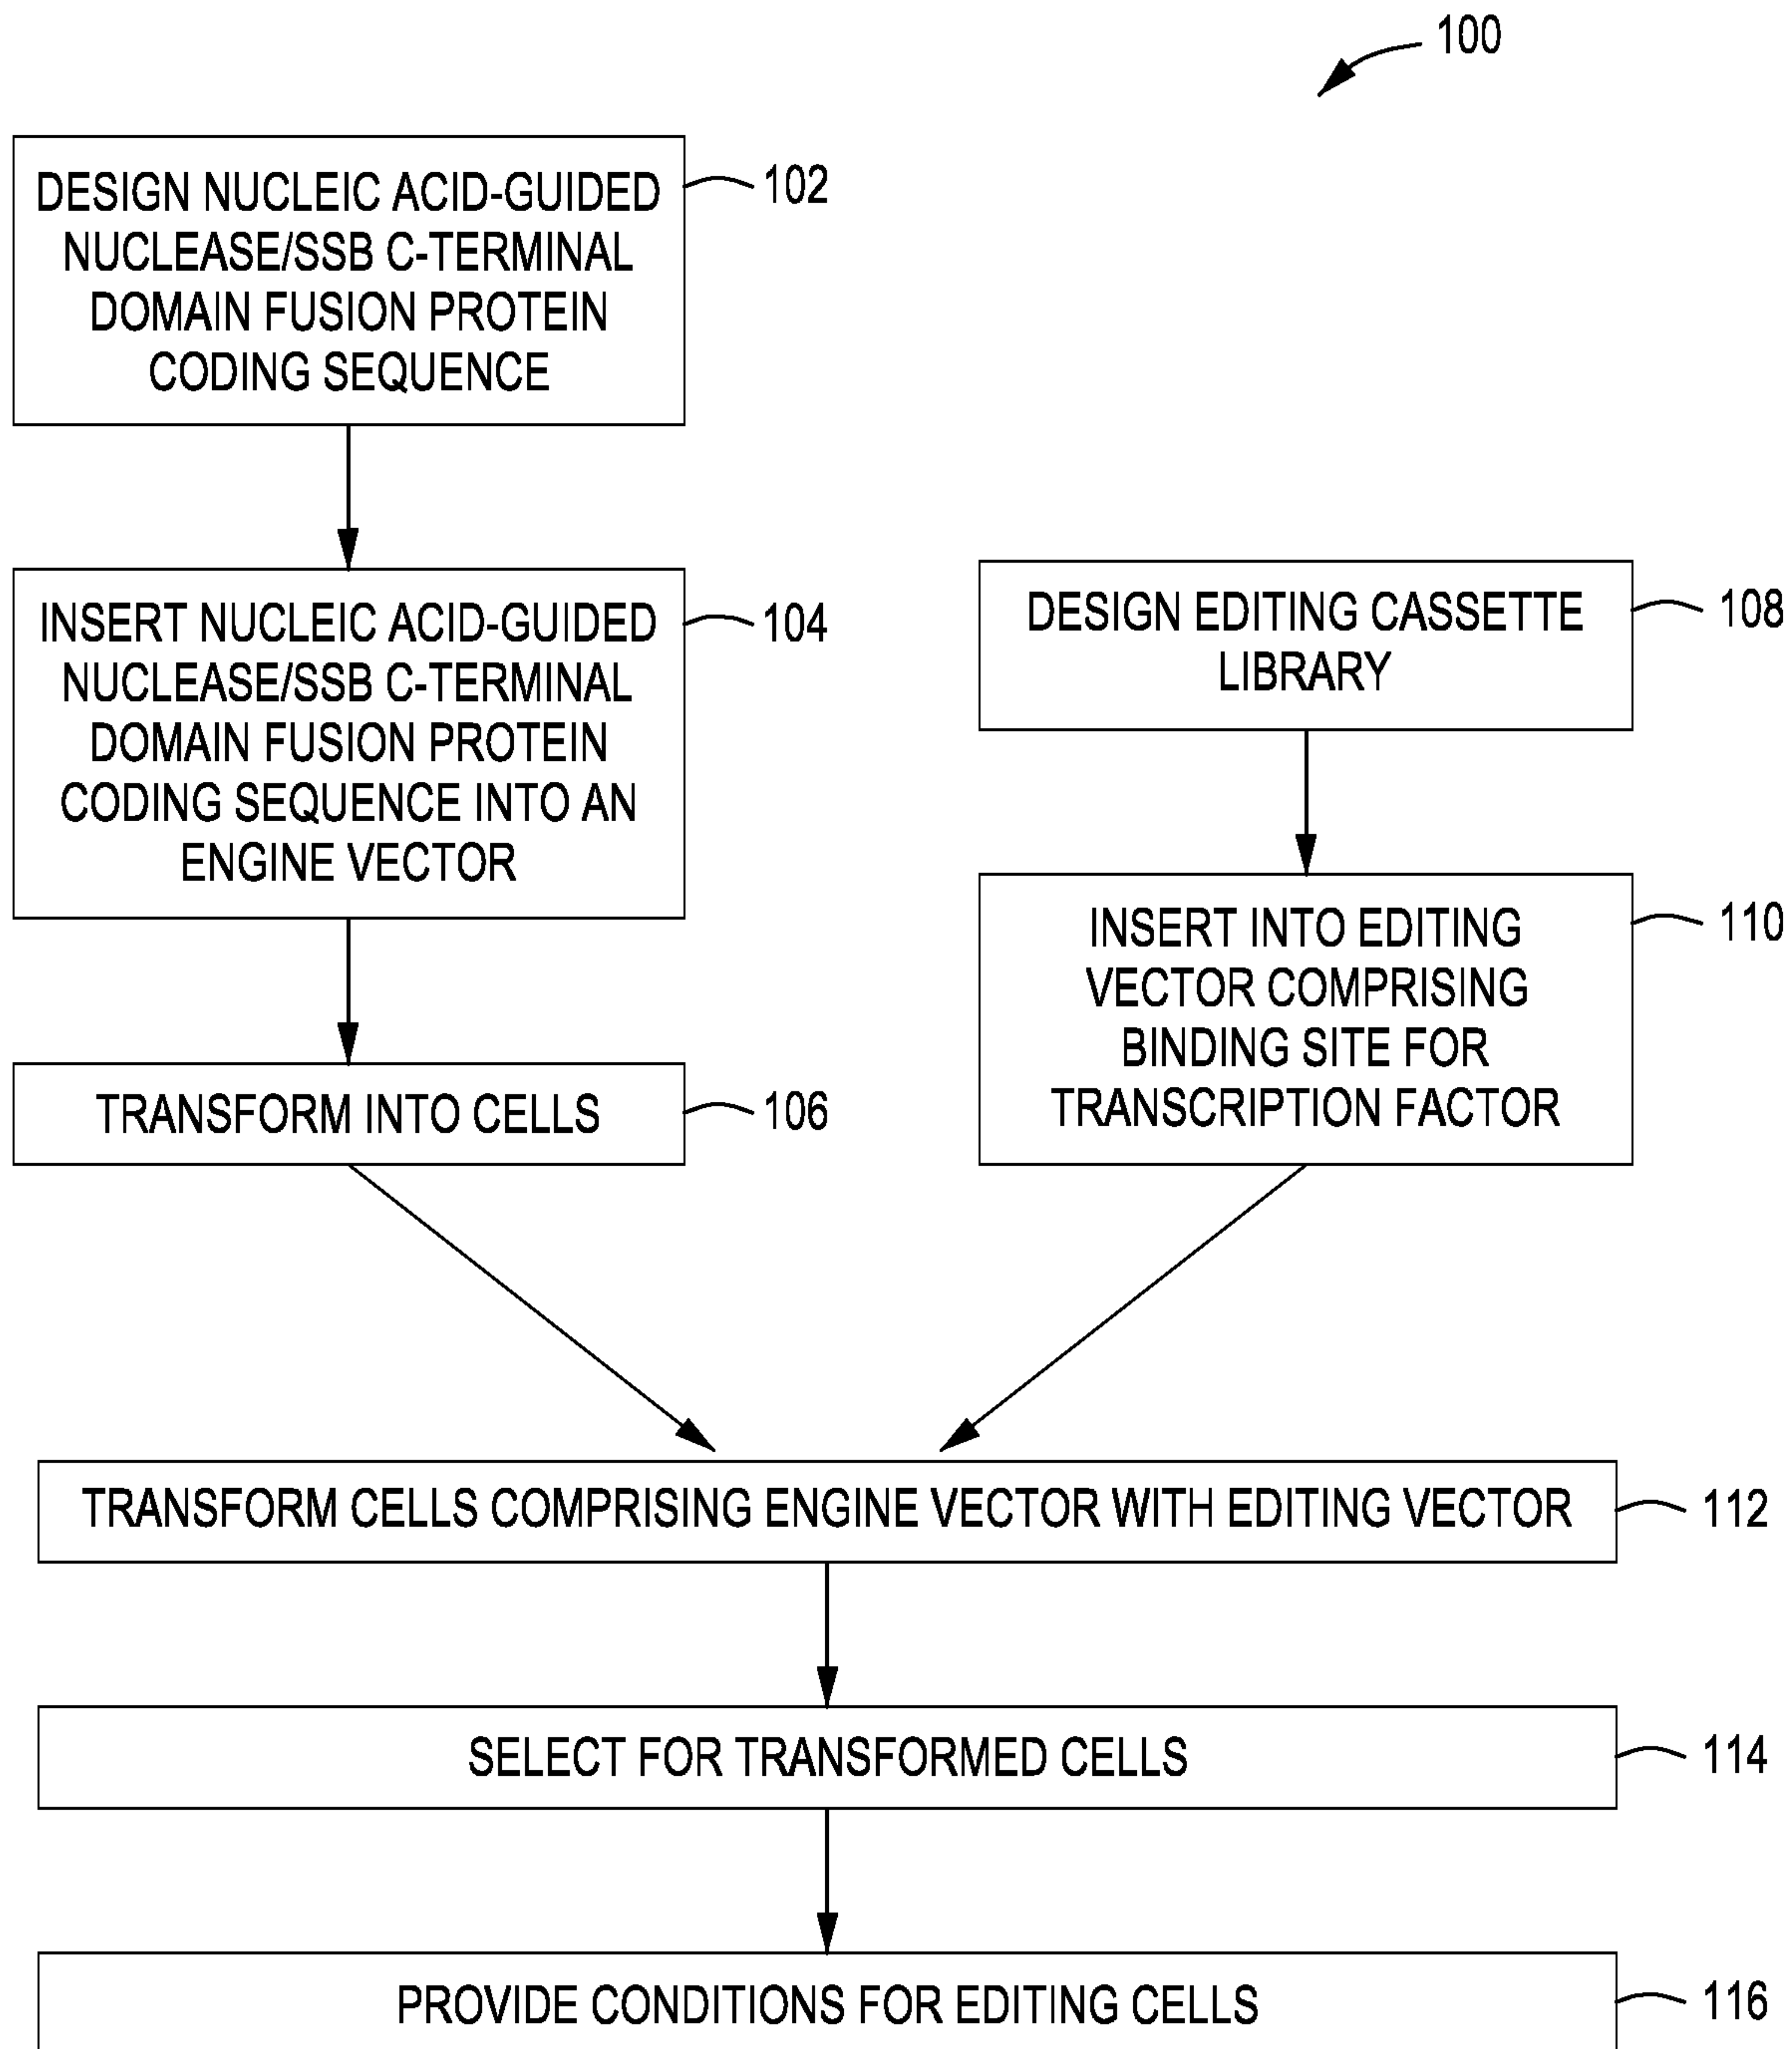 100
DESIGN NUCLEIC ACID-GUIDED
NUCLEASE/SSB C-TERMINAL
DOMAIN FUSION PROTEIN
CODING SEQUENCE
102
INSERT NUCLEIC ACID-GUIDED
NUCLEASE/SSB C-TERMINAL
DOMAIN FUSION PROTEIN
CODING SEQUENCE INTO AN
ENGINE VECTOR
104
TRANSFORM INTO CELLS
106
DESIGN EDITING CASSETTE
LIBRARY
108
INSERT INTO EDITING
VECTOR COMPRISING
BINDING SITE FOR
TRANSCRIPTION FACTOR
110
TRANSFORM CELLS COMPRISING ENGINE VECTOR WITH EDITING VECTOR
112
SELECT FOR TRANSFORMED CELLS
114
PROVIDE CONDITIONS FOR EDITING CELLS
116